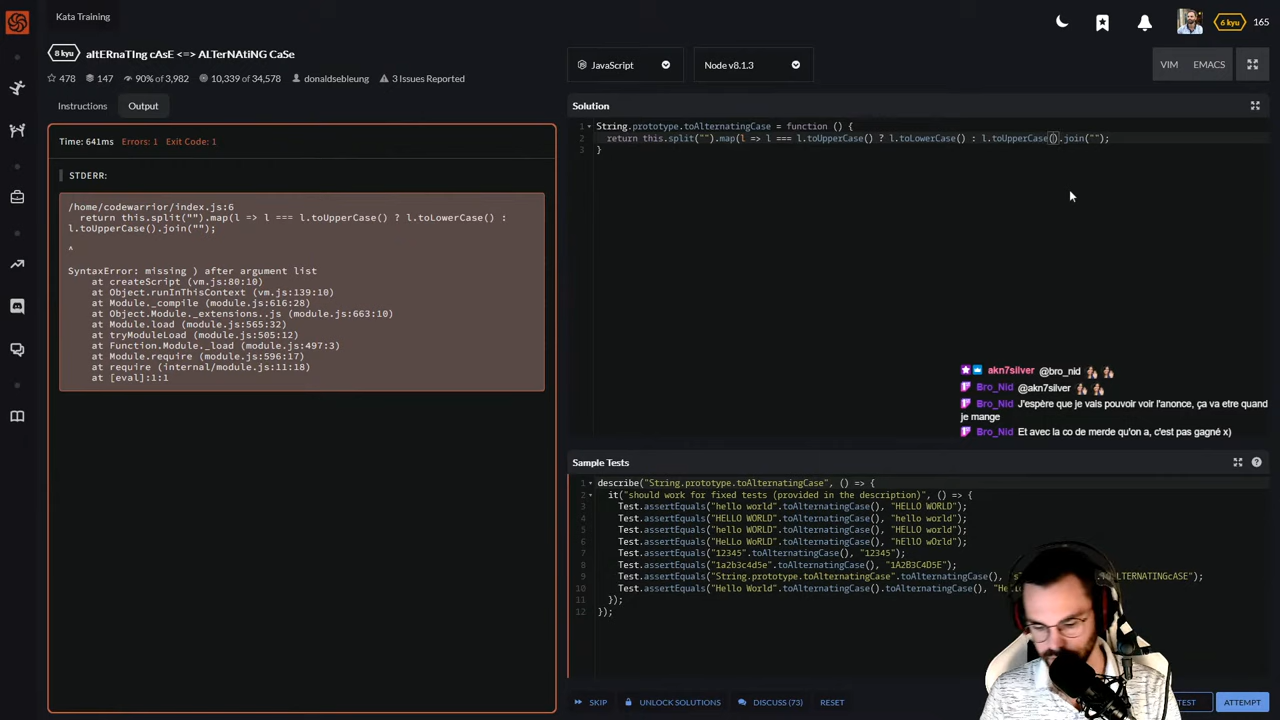 Kata Training
6 kyu 165
8 kyu altERnaTIng cAsE <=> ALTerNAtiNG CaSe
478 147 90% of 3,982 10,339 of 34,578 donaldsebleung 3 Issues Reported
Instructions Output
Time: 641ms Errors: 1 Exit Code: 1
STDERR:
/home/codewarrior/index.js:6
return this.split("").map(l => l === l.toUpperCase() ? l.toLowerCase() :
l.toUpperCase().join("");
^
SyntaxError: missing ) after argument list
at createScript (vm.js:80:10)
at Object.runInThisContext (vm.js:139:10)
at Module._compile (module.js:616:28)
at Object.Module._extensions..js (module.js:663:10)
at Module.load (module.js:565:32)
at tryModuleLoad (module.js:505:12)
at Function.Module._load (module.js:497:3)
at Module.require (module.js:596:17)
at require (internal/module.js:11:18)
at [eval]:1:1
JavaScript Node v8.1.3 VIM EMACS
Solution
1 String.prototype.toAlternatingCase = function () {
2 return this.split("").map(l => l === l.toUpperCase() ? l.toLowerCase() : l.toUpperCase().join("");
3 }
akn7silver @bro_nid
Bro_Nid @akn7silver
Bro_Nid J'espère que je vais pouvoir voir l'anonce, ça va etre quand
je mange
Bro_Nid Et avec la co de merde qu'on a, c'est pas gagné x)
Sample Tests
1 describe("String.prototype.toAlternatingCase", () => {
2 it("should work for fixed tests (provided in the description)", () => {
3 Test.assertEquals("hello world".toAlternatingCase(), "HELLO WORLD");
4 Test.assertEquals("HELLO WORLD".toAlternatingCase(), "hello world");
5 Test.assertEquals("hello WORLD".toAlternatingCase(), "HELLO world");
6 Test.assertEquals("HeLLo WoRLD".toAlternatingCase(), "hEllO wOrld");
7 Test.assertEquals("12345".toAlternatingCase(), "12345");
8 Test.assertEquals("1a2b3c4d5e".toAlternatingCase(), "1A2B3C4D5E");
9 Test.assertEquals("String.prototype.toAlternatingCase".toAlternatingCase(), LTERNATINGcASE");
10 Test.assertEquals("Hello World".toAlternatingCase().toAlternatingCase(),
11 });
12 });
SKIP UNLOCK SOLUTIONS DISCUSS (73) RESET TEST ATTEMPT